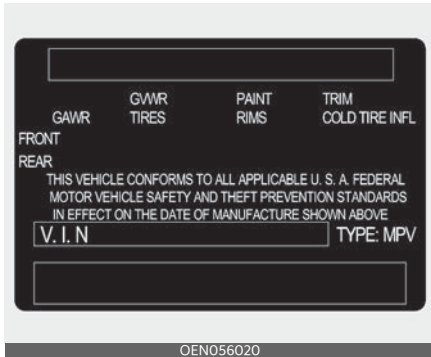 GVWR PAINT TRIM
GAWR TIRES RIMS COLD TIRE INFL
FRONT
REAR
THIS VEHICLE CONFORMS TO ALL APPLICABLE U. S. A. FEDERAL
MOTOR VEHICLE SAFETY AND THEFT PREVENTION STANDARDS
IN EFFECT ON THE DATE OF MANUFACTURE SHOWN ABOVE
V. I. N TYPE: MPV
OEN056020